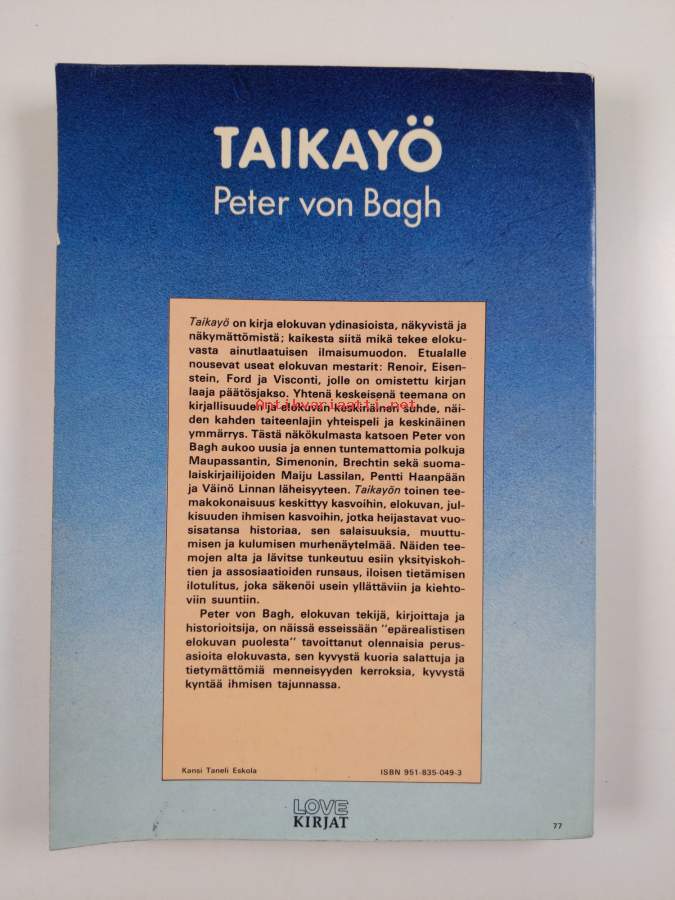 TAIKAYÖ
Peter von Bagh
Taikayö on kirja elokuvan ydinasioista, näkyvistä ja
näkymättömistä; kaikesta siitä mikä tekee eloku-
vasta ainutlaatuisen ilmaisumuodon. Etualalle
nousevat useat elokuvan mestarit: Renoir, Eisen-
stein, Ford ja Visconti, jolle on omistettu kirjan
laaja päätösjakso. Yhtenä keskeisenä teemana on
kirjallisuuden ja elokuvan keskinäinen suhde, näi-
Antikvariaatti.net
den kahden taiteenlajin yhteispeli ja keskinäinen
ymmärrys. Tästä näkökulmasta katsoen Peter von
Bagh aukoo uusia ja ennen tuntemattomia polkuja
Maupassantin, Simenonin, Brechtin sekä suoma-
laiskirjailijoiden Maiju Lassilan, Pentti Haanpään
ja Väinö Linnan läheisyyteen. Taikayön toinen tee-
makokonaisuus keskittyy kasvoihin, elokuvan, jul-
kisuuden ihmisen kasvoihin, jotka heijastavat vuo-
sisatansa historiaa, sen salaisuuksia, muuttu-
misen ja kulumisen murhenäytelmää. Näiden tee-
mojen alta ja lävitse tunkeutuu esiin yksityiskoh-
tien ja assosiaatioiden runsaus, iloisen tietämisen
ilotulitus, joka säkenöi usein yllättäviin ja kiehto-
viin suuntiin.
Peter von Bagh, elokuvan tekijä, kirjoittaja ja
historioitsija, on näissä esseissään "epärealistisen
elokuvan puolesta" tavoittanut olennaisia perus-
asioita elokuvasta, sen kyvystä kuoria salattuja ja
tietymättömiä menneisyyden kerroksia, kyvystä
kyntää ihmisen tajunnassa.
Kansi Taneli Eskola ISBN 951-835-049-3
LOVE
KIRJAT
77